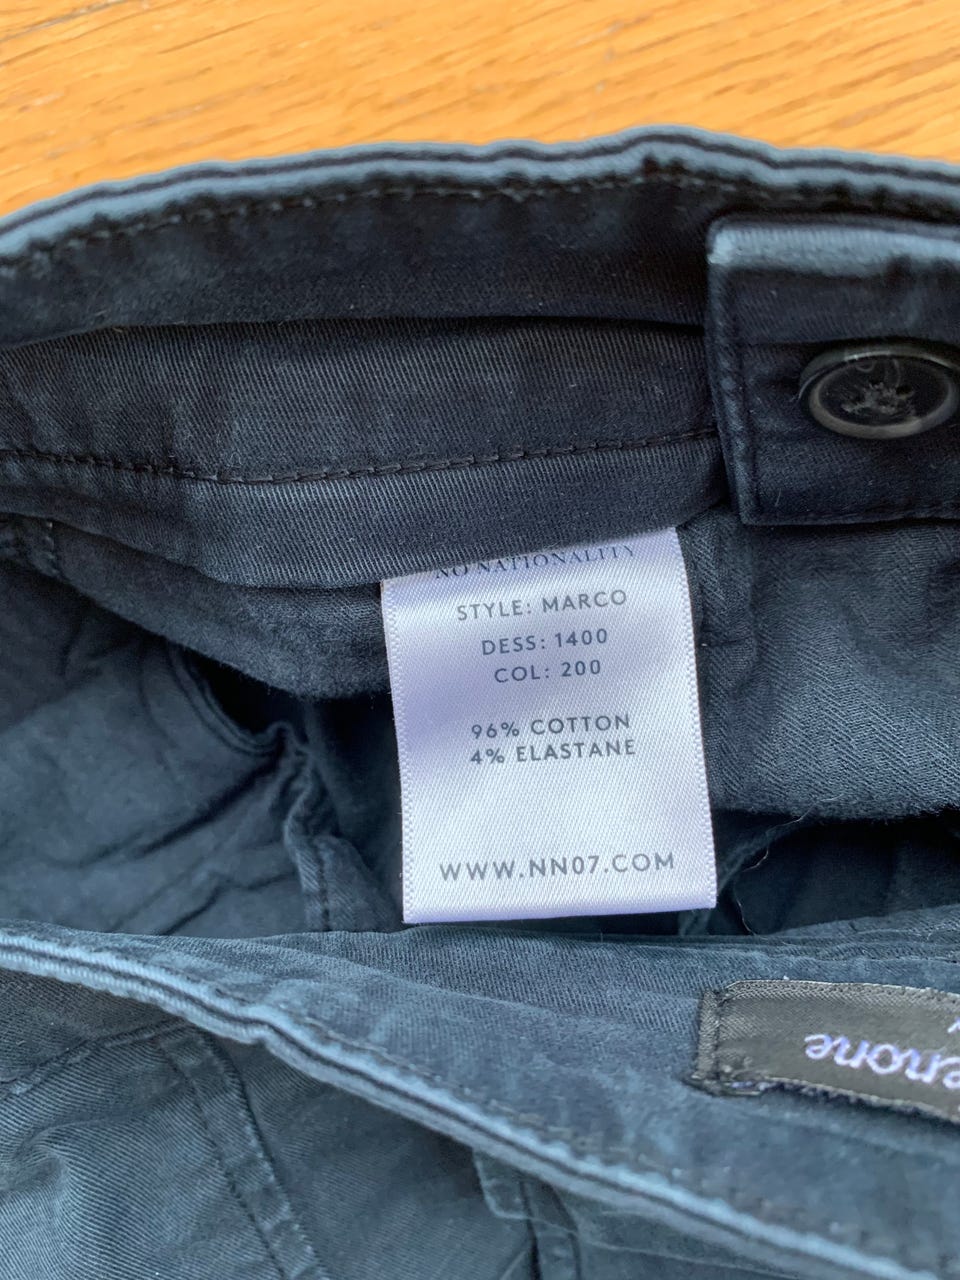 NO NATIONALITY
STYLE: MARCO
DESS: 1400
COL: 200
96% COTTON
4% ELASTANE
WWW.NN07.COM